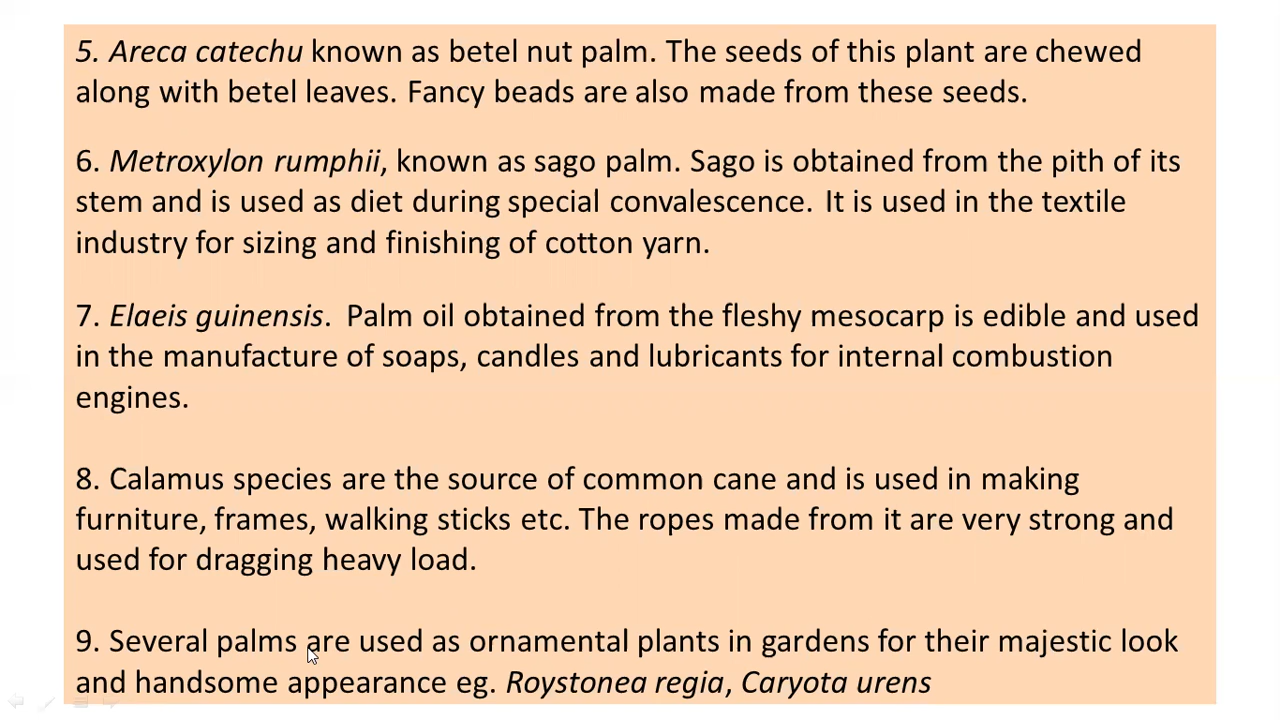 5. Areca catechu known as betel nut palm. The seeds of this plant are chewed
along with betel leaves. Fancy beads are also made from these seeds.
6. Metroxylon rumphii, known as sago palm. Sago is obtained from the pith of its
stem and is used as diet during special convalescence. It is used in the textile
industry for sizing and finishing of cotton yarn.
7. Elaeis guinensis. Palm oil obtained from the fleshy mesocarp is edible and used
in the manufacture of soaps, candles and lubricants for internal combustion
engines.
8. Calamus species are the source of common cane and is used in making
furniture, frames, walking sticks etc. The ropes made from it are very strong and
used for dragging heavy load.
9. Several palms are used as ornamental plants in gardens for their majestic look
and handsome appearance eg. Roystonea regia, Caryota urens